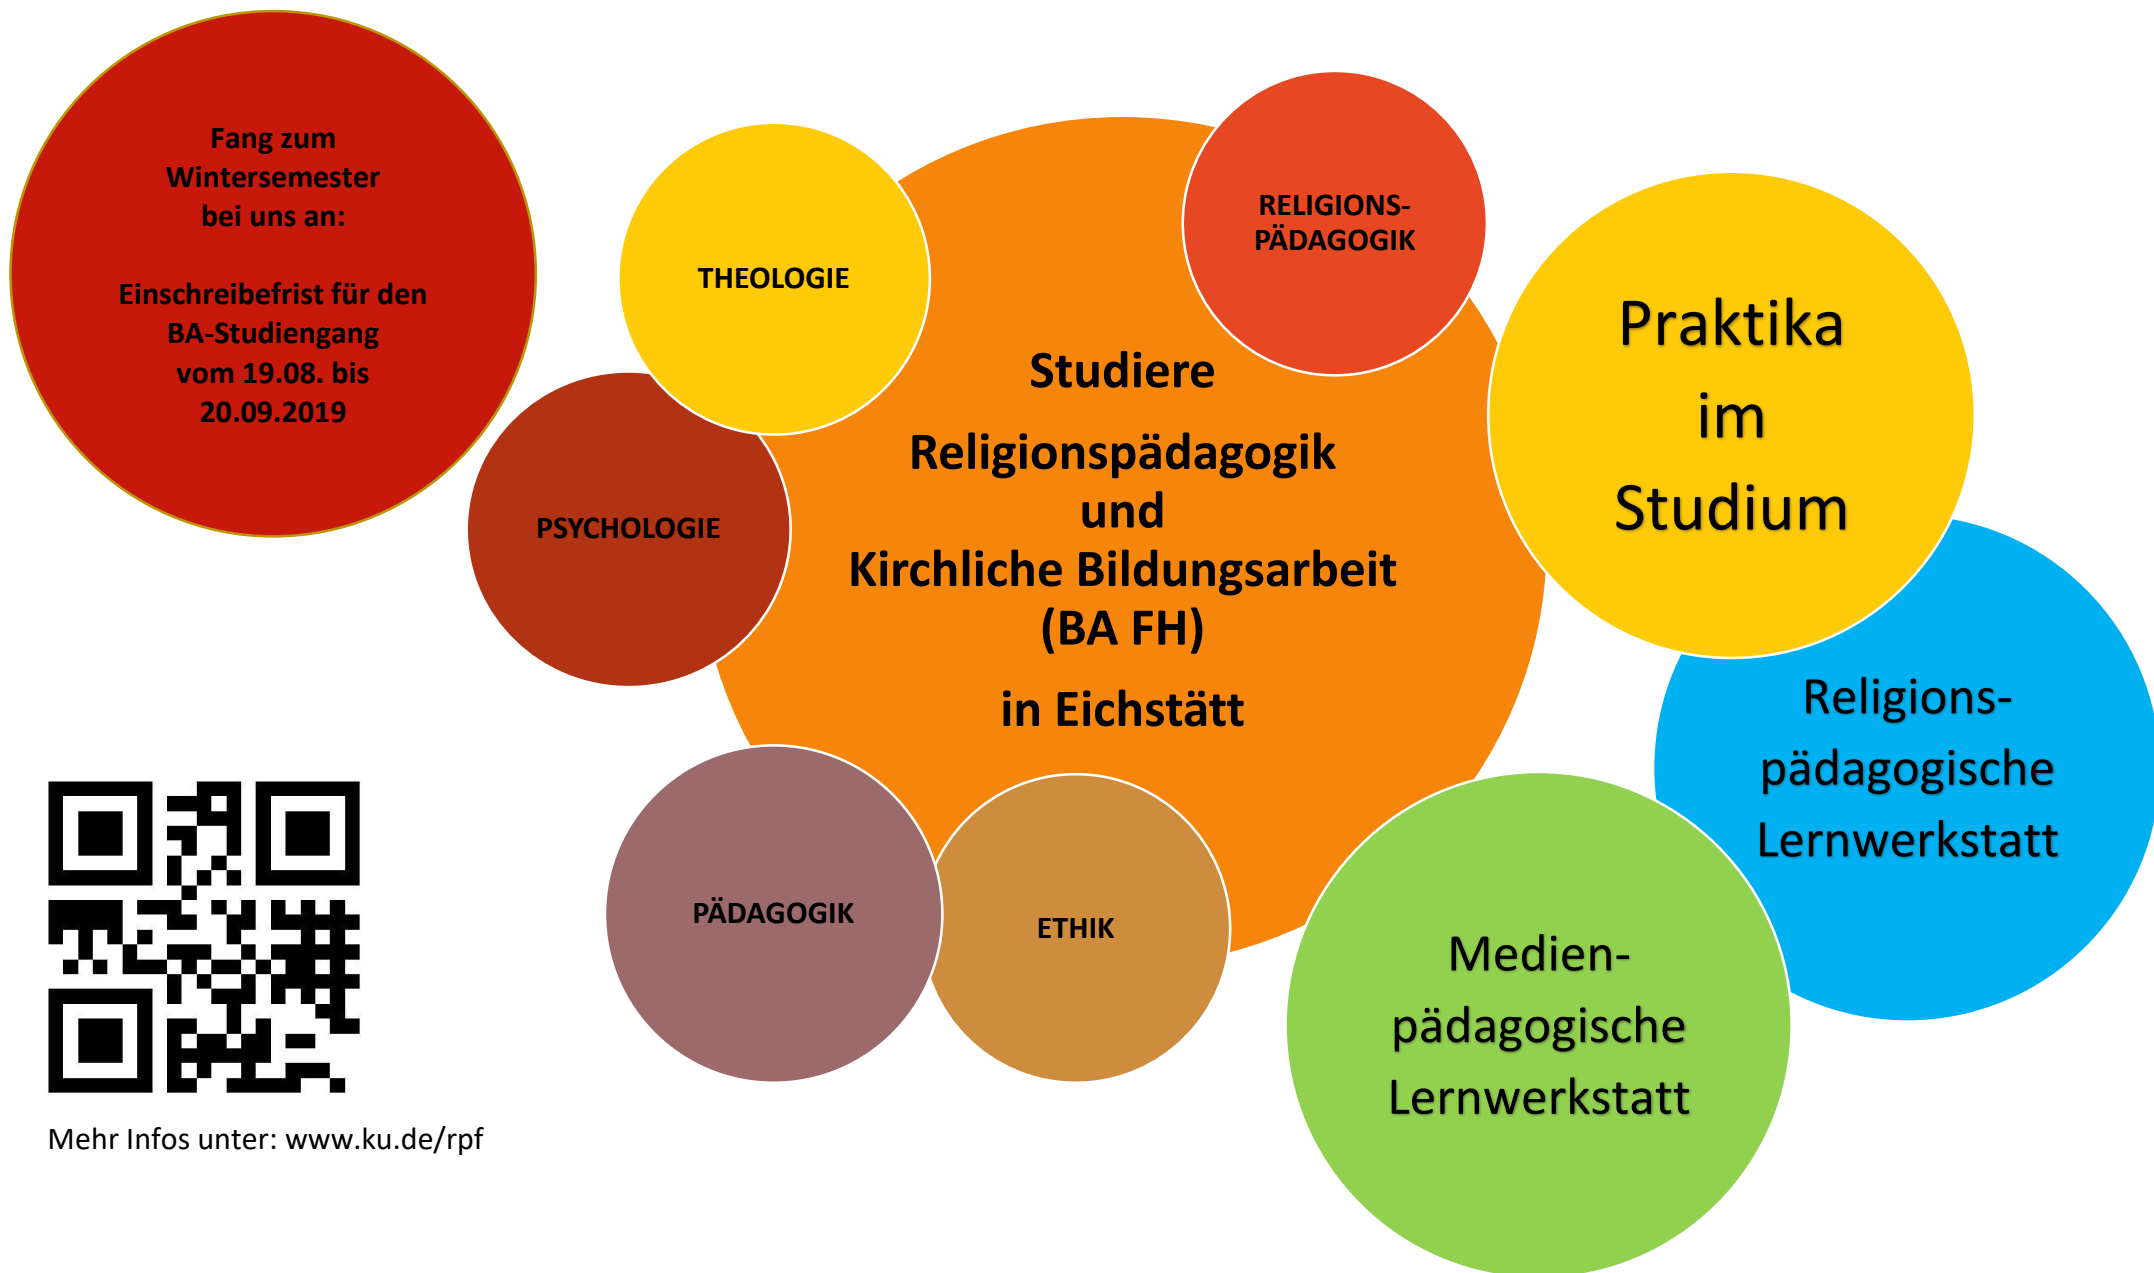 Fang zum
Wintersemester
bei uns an:
Einschreibefrist für den
BA-Studiengang
vom 19.08. bis
20.09.2019
THEOLOGIE
RELIGIONS-
PÄDAGOGIK
PSYCHOLOGIE
Studiere
Religionspädagogik
und
Kirchliche Bildungsarbeit
(BA FH)
in Eichstätt
PÄDAGOGIK
ETHIK
Praktika
im
Studium
Religions-
pädagogische
Lernwerkstatt
Medien-
pädagogische
Lernwerkstatt
Mehr Infos unter: www.ku.de/rpf